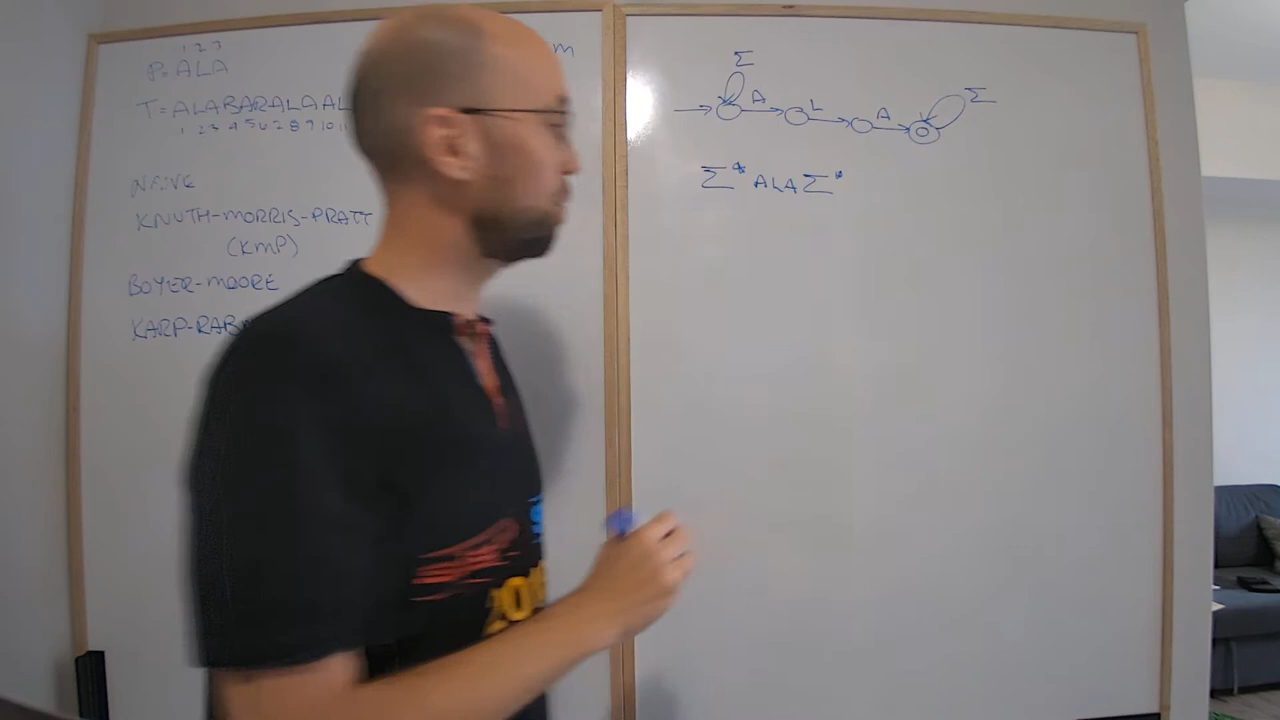 1 2 3
P=ALA
T=ALABARALAAL
1 2 3 4 5 6 7 8 9 10 11
NAIVE
KNUTH-MORRIS-PRATT
(KMP)
BOYER-MOORE
KARP-RAB
m
Σ
A L A Σ
Σ* ALA Σ*